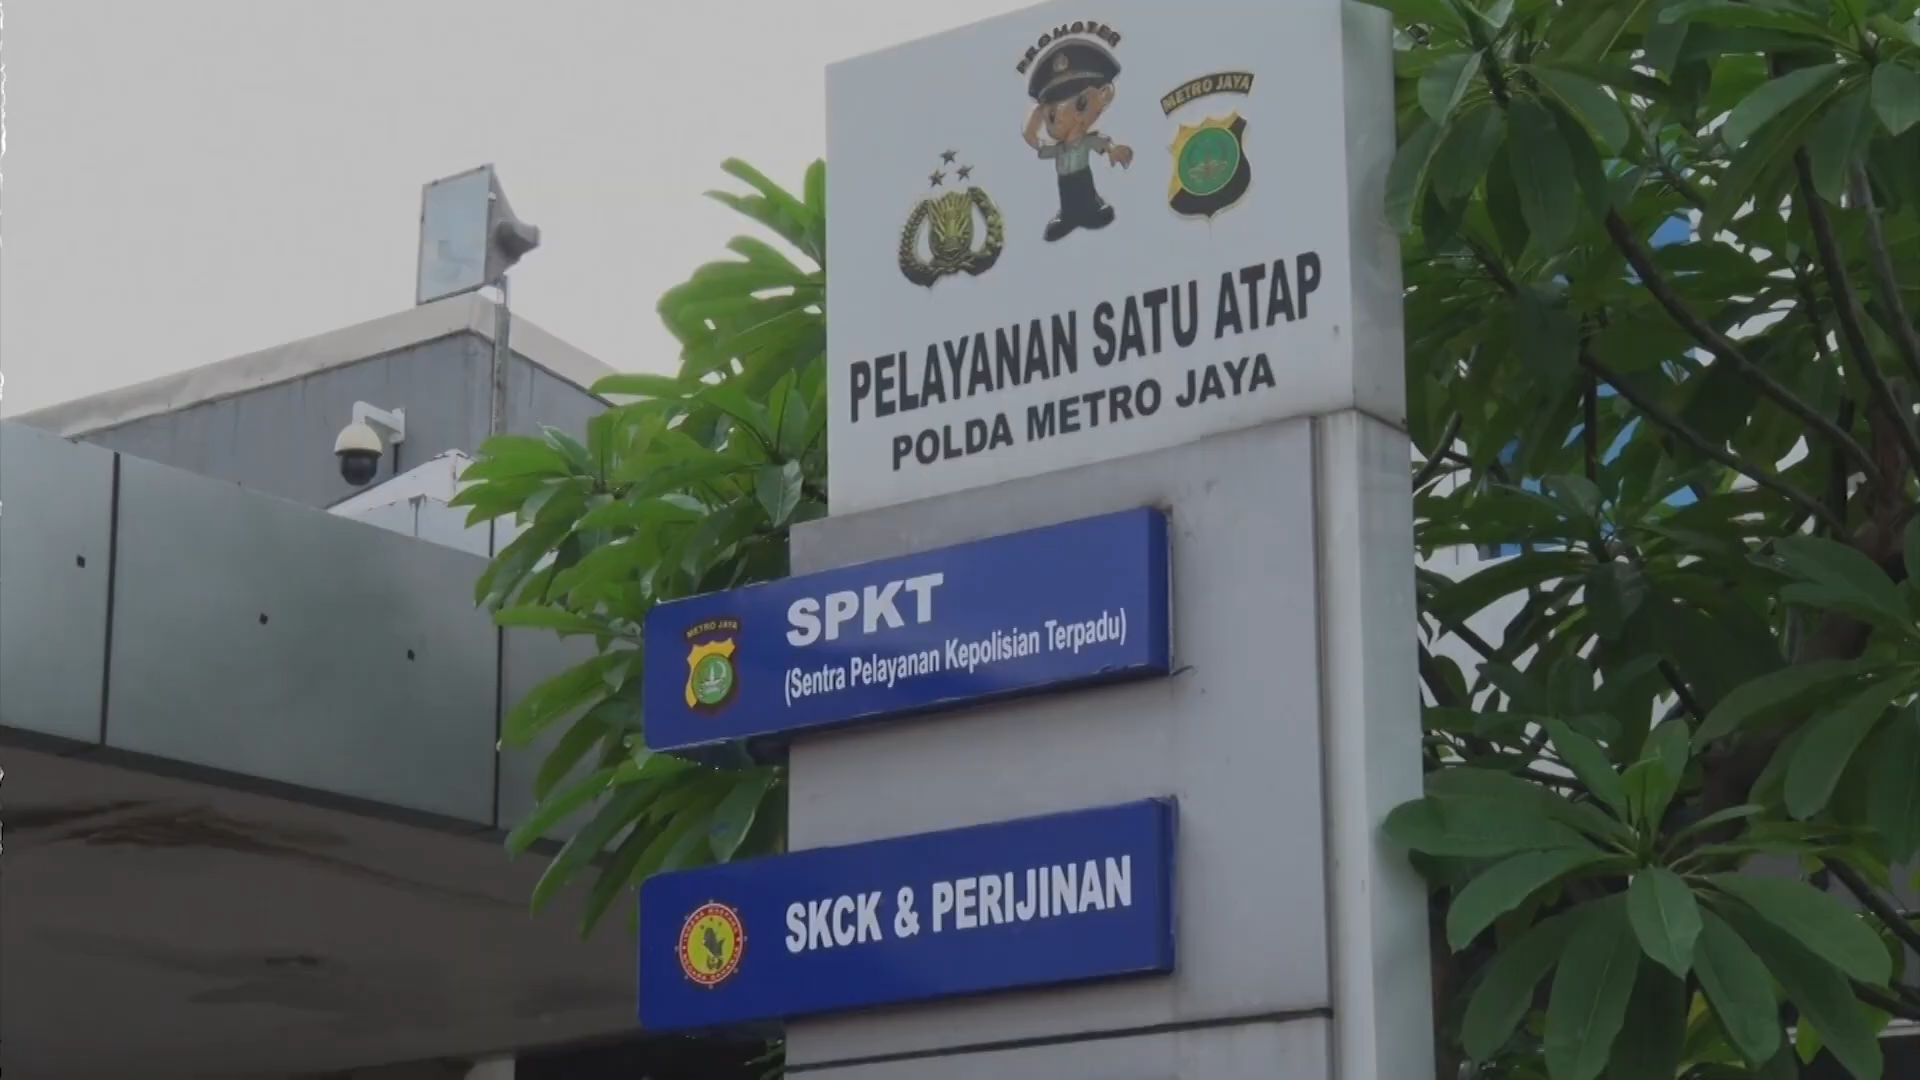 PROMOTER
METRO JAYA
PELAYANAN SATU ATAP
POLDA METRO JAYA
METRO JAYA
SPKT
(Sentra Pelayanan Kepolisian Terpadu)
SKCK & PERIJINAN